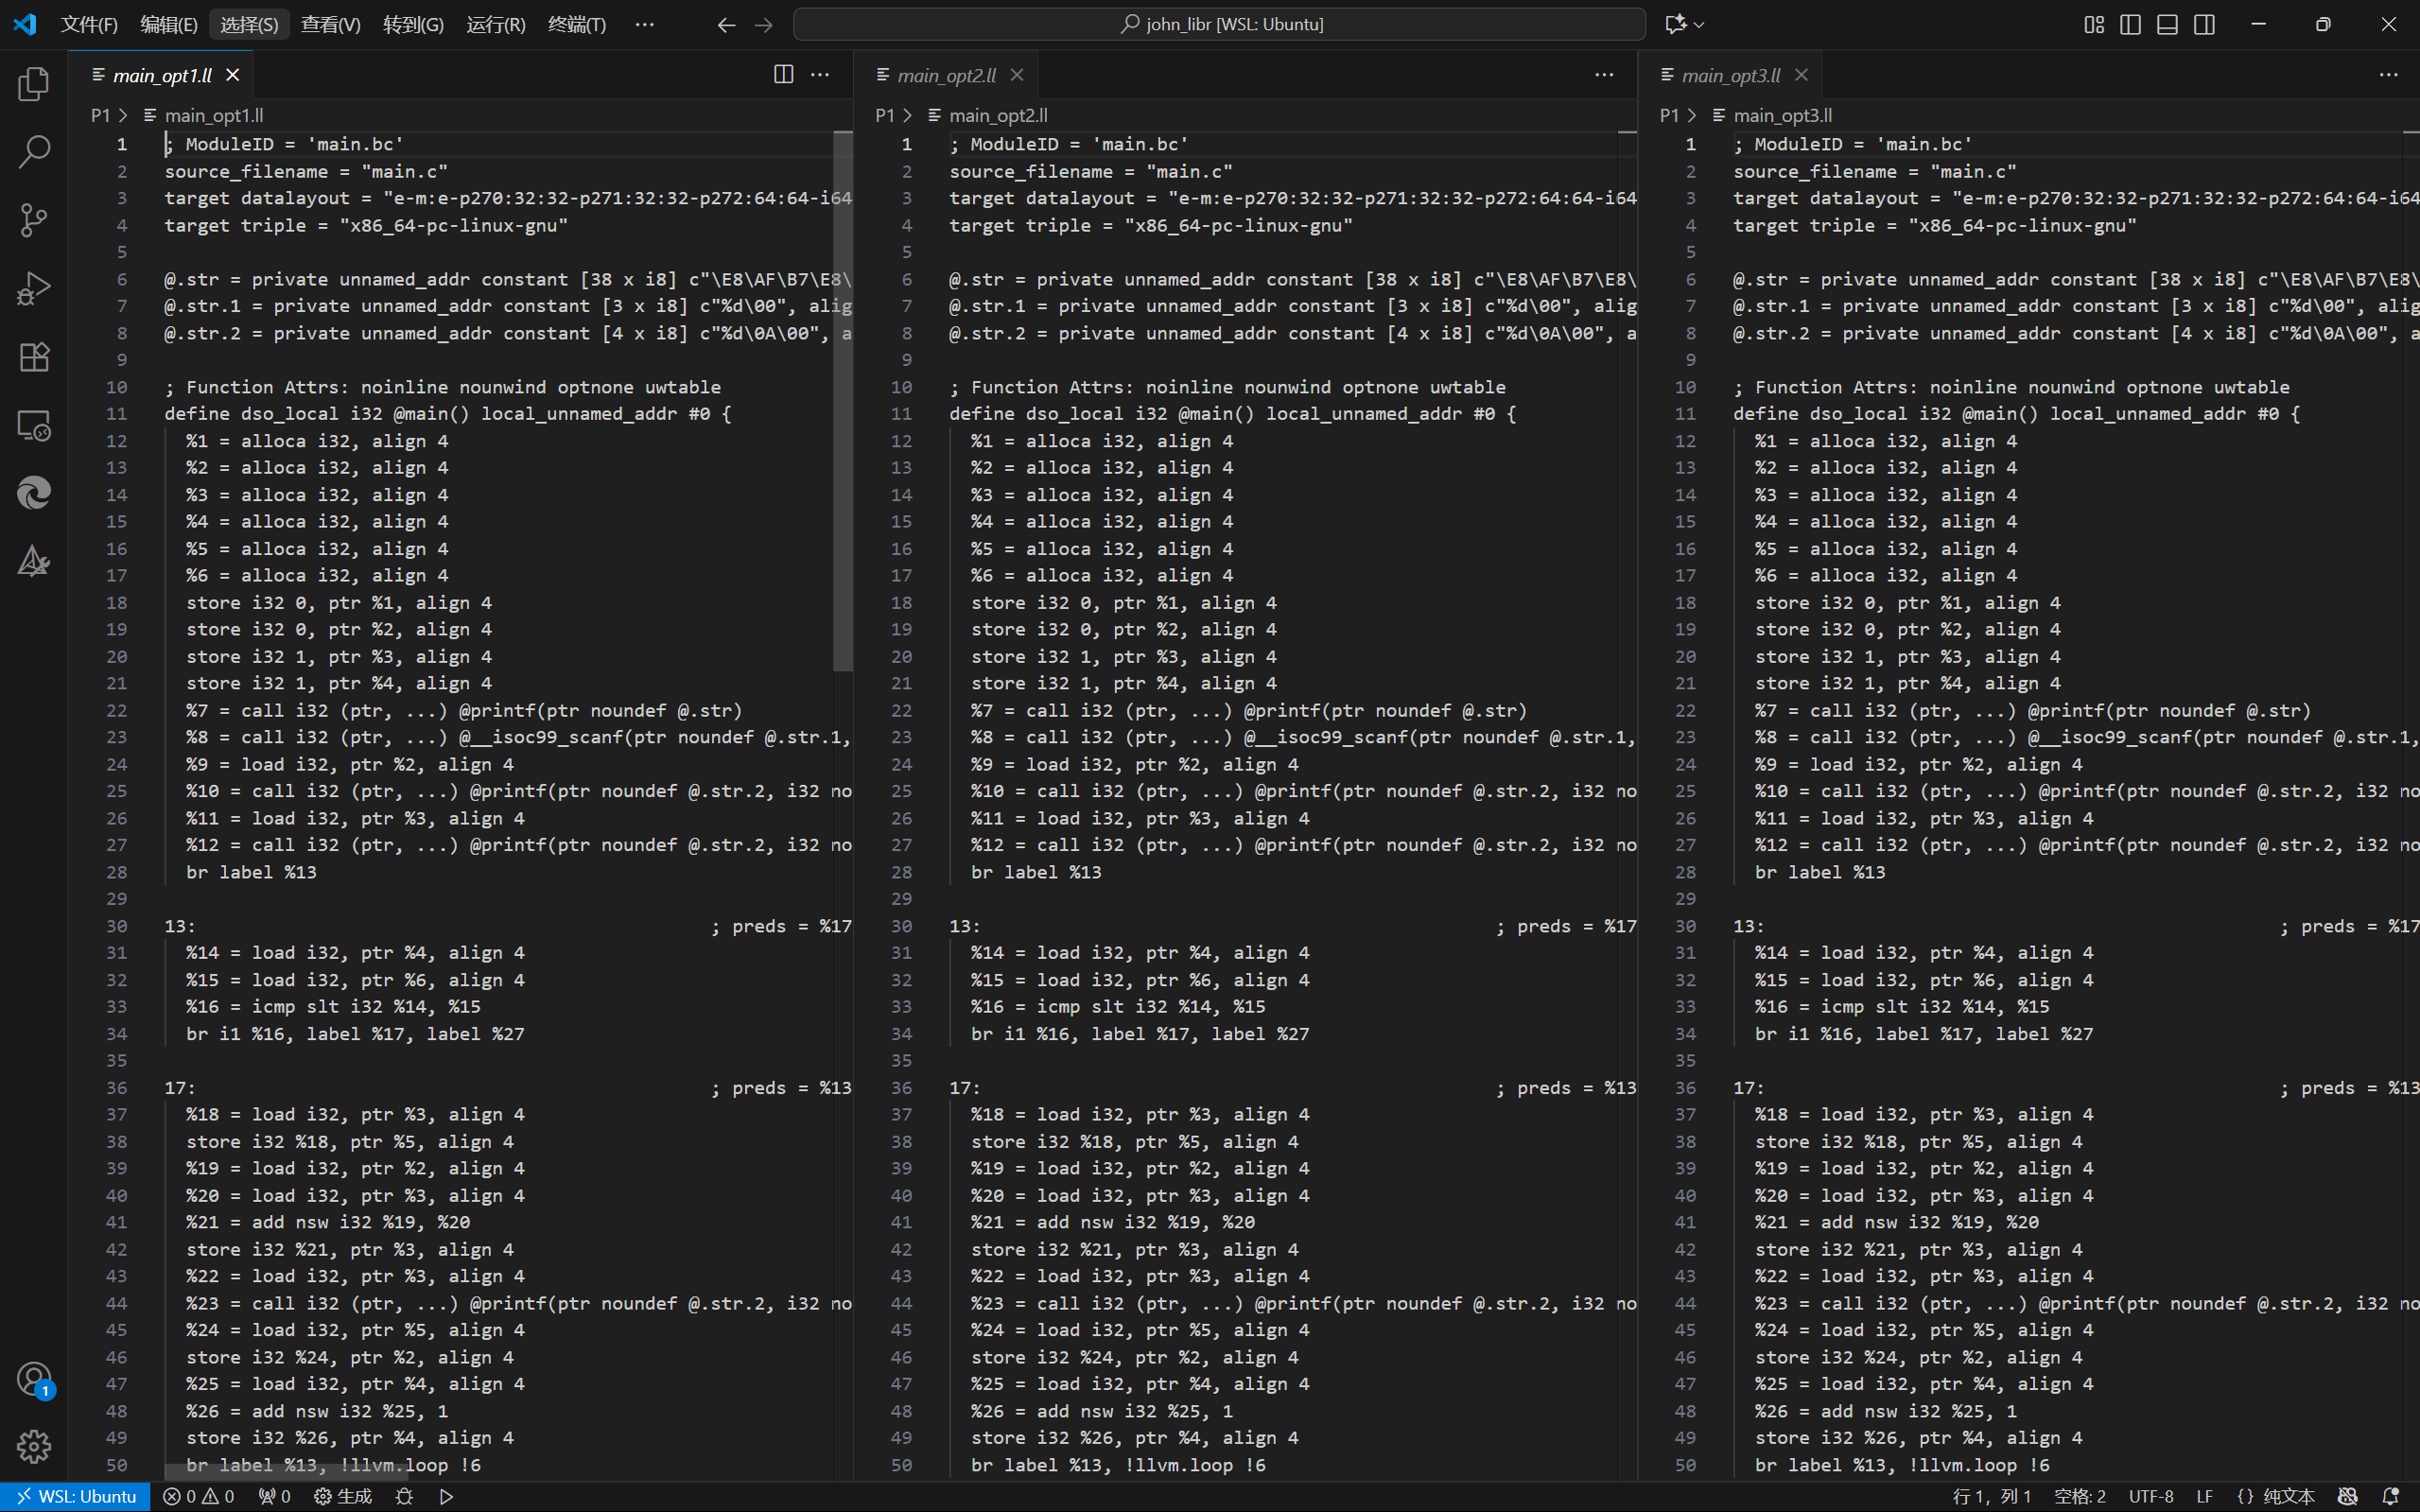 文件(F) 编辑(E) 选择(S) 查看(V) 转到(G) 运行(R) 终端(T) ··· john_libr [WSL: Ubuntu]
main_opt1.ll
P1 > main_opt1.ll
1 ; ModuleID = 'main.bc'
2 source_filename = "main.c"
3 target datalayout = "e-m:e-p270:32:32-p271:32:32-p272:64:64-i64
4 target triple = "x86_64-pc-linux-gnu"
5
6 @.str = private unnamed_addr constant [38 x i8] c"\E8\AF\B7\E8\
7 @.str.1 = private unnamed_addr constant [3 x i8] c"%d\00", alig
8 @.str.2 = private unnamed_addr constant [4 x i8] c"%d\0A\00", a
9
10 ; Function Attrs: noinline nounwind optnone uwtable
11 define dso_local i32 @main() local_unnamed_addr #0 {
12 %1 = alloca i32, align 4
13 %2 = alloca i32, align 4
14 %3 = alloca i32, align 4
15 %4 = alloca i32, align 4
16 %5 = alloca i32, align 4
17 %6 = alloca i32, align 4
18 store i32 0, ptr %1, align 4
19 store i32 0, ptr %2, align 4
20 store i32 1, ptr %3, align 4
21 store i32 1, ptr %4, align 4
22 %7 = call i32 (ptr, ...) @printf(ptr noundef @.str)
23 %8 = call i32 (ptr, ...) @__isoc99_scanf(ptr noundef @.str.1,
24 %9 = load i32, ptr %2, align 4
25 %10 = call i32 (ptr, ...) @printf(ptr noundef @.str.2, i32 no
26 %11 = load i32, ptr %3, align 4
27 %12 = call i32 (ptr, ...) @printf(ptr noundef @.str.2, i32 no
28 br label %13
29
30 13: ; preds = %17
31 %14 = load i32, ptr %4, align 4
32 %15 = load i32, ptr %6, align 4
33 %16 = icmp slt i32 %14, %15
34 br i1 %16, label %17, label %27
35
36 17: ; preds = %13
37 %18 = load i32, ptr %3, align 4
38 store i32 %18, ptr %5, align 4
39 %19 = load i32, ptr %2, align 4
40 %20 = load i32, ptr %3, align 4
41 %21 = add nsw i32 %19, %20
42 store i32 %21, ptr %3, align 4
43 %22 = load i32, ptr %3, align 4
44 %23 = call i32 (ptr, ...) @printf(ptr noundef @.str.2, i32 no
45 %24 = load i32, ptr %5, align 4
46 store i32 %24, ptr %2, align 4
47 %25 = load i32, ptr %4, align 4
48 %26 = add nsw i32 %25, 1
49 store i32 %26, ptr %4, align 4
50 br label %13, !llvm.loop !6
main_opt2.ll
P1 > main_opt2.ll
1 ; ModuleID = 'main.bc'
2 source_filename = "main.c"
3 target datalayout = "e-m:e-p270:32:32-p271:32:32-p272:64:64-i64
4 target triple = "x86_64-pc-linux-gnu"
5
6 @.str = private unnamed_addr constant [38 x i8] c"\E8\AF\B7\E8\
7 @.str.1 = private unnamed_addr constant [3 x i8] c"%d\00", alig
8 @.str.2 = private unnamed_addr constant [4 x i8] c"%d\0A\00", a
9
10 ; Function Attrs: noinline nounwind optnone uwtable
11 define dso_local i32 @main() local_unnamed_addr #0 {
12 %1 = alloca i32, align 4
13 %2 = alloca i32, align 4
14 %3 = alloca i32, align 4
15 %4 = alloca i32, align 4
16 %5 = alloca i32, align 4
17 %6 = alloca i32, align 4
18 store i32 0, ptr %1, align 4
19 store i32 0, ptr %2, align 4
20 store i32 1, ptr %3, align 4
21 store i32 1, ptr %4, align 4
22 %7 = call i32 (ptr, ...) @printf(ptr noundef @.str)
23 %8 = call i32 (ptr, ...) @__isoc99_scanf(ptr noundef @.str.1,
24 %9 = load i32, ptr %2, align 4
25 %10 = call i32 (ptr, ...) @printf(ptr noundef @.str.2, i32 no
26 %11 = load i32, ptr %3, align 4
27 %12 = call i32 (ptr, ...) @printf(ptr noundef @.str.2, i32 no
28 br label %13
29
30 13: ; preds = %17
31 %14 = load i32, ptr %4, align 4
32 %15 = load i32, ptr %6, align 4
33 %16 = icmp slt i32 %14, %15
34 br i1 %16, label %17, label %27
35
36 17: ; preds = %13
37 %18 = load i32, ptr %3, align 4
38 store i32 %18, ptr %5, align 4
39 %19 = load i32, ptr %2, align 4
40 %20 = load i32, ptr %3, align 4
41 %21 = add nsw i32 %19, %20
42 store i32 %21, ptr %3, align 4
43 %22 = load i32, ptr %3, align 4
44 %23 = call i32 (ptr, ...) @printf(ptr noundef @.str.2, i32 no
45 %24 = load i32, ptr %5, align 4
46 store i32 %24, ptr %2, align 4
47 %25 = load i32, ptr %4, align 4
48 %26 = add nsw i32 %25, 1
49 store i32 %26, ptr %4, align 4
50 br label %13, !llvm.loop !6
main_opt3.ll
P1 > main_opt3.ll
1 ; ModuleID = 'main.bc'
2 source_filename = "main.c"
3 target datalayout = "e-m:e-p270:32:32-p271:32:32-p272:64:64-i64
4 target triple = "x86_64-pc-linux-gnu"
5
6 @.str = private unnamed_addr constant [38 x i8] c"\E8\AF\B7\E8\
7 @.str.1 = private unnamed_addr constant [3 x i8] c"%d\00", alig
8 @.str.2 = private unnamed_addr constant [4 x i8] c"%d\0A\00", a
9
10 ; Function Attrs: noinline nounwind optnone uwtable
11 define dso_local i32 @main() local_unnamed_addr #0 {
12 %1 = alloca i32, align 4
13 %2 = alloca i32, align 4
14 %3 = alloca i32, align 4
15 %4 = alloca i32, align 4
16 %5 = alloca i32, align 4
17 %6 = alloca i32, align 4
18 store i32 0, ptr %1, align 4
19 store i32 0, ptr %2, align 4
20 store i32 1, ptr %3, align 4
21 store i32 1, ptr %4, align 4
22 %7 = call i32 (ptr, ...) @printf(ptr noundef @.str)
23 %8 = call i32 (ptr, ...) @__isoc99_scanf(ptr noundef @.str.1,
24 %9 = load i32, ptr %2, align 4
25 %10 = call i32 (ptr, ...) @printf(ptr noundef @.str.2, i32 no
26 %11 = load i32, ptr %3, align 4
27 %12 = call i32 (ptr, ...) @printf(ptr noundef @.str.2, i32 no
28 br label %13
29
30 13: ; preds = %17
31 %14 = load i32, ptr %4, align 4
32 %15 = load i32, ptr %6, align 4
33 %16 = icmp slt i32 %14, %15
34 br i1 %16, label %17, label %27
35
36 17: ; preds = %13
37 %18 = load i32, ptr %3, align 4
38 store i32 %18, ptr %5, align 4
39 %19 = load i32, ptr %2, align 4
40 %20 = load i32, ptr %3, align 4
41 %21 = add nsw i32 %19, %20
42 store i32 %21, ptr %3, align 4
43 %22 = load i32, ptr %3, align 4
44 %23 = call i32 (ptr, ...) @printf(ptr noundef @.str.2, i32 no
45 %24 = load i32, ptr %5, align 4
46 store i32 %24, ptr %2, align 4
47 %25 = load i32, ptr %4, align 4
48 %26 = add nsw i32 %25, 1
49 store i32 %26, ptr %4, align 4
50 br label %13, !llvm.loop !6
1
WSL: Ubuntu 0 0 0 生成 行 1，列 1 空格: 2 UTF-8 LF {} 纯文本